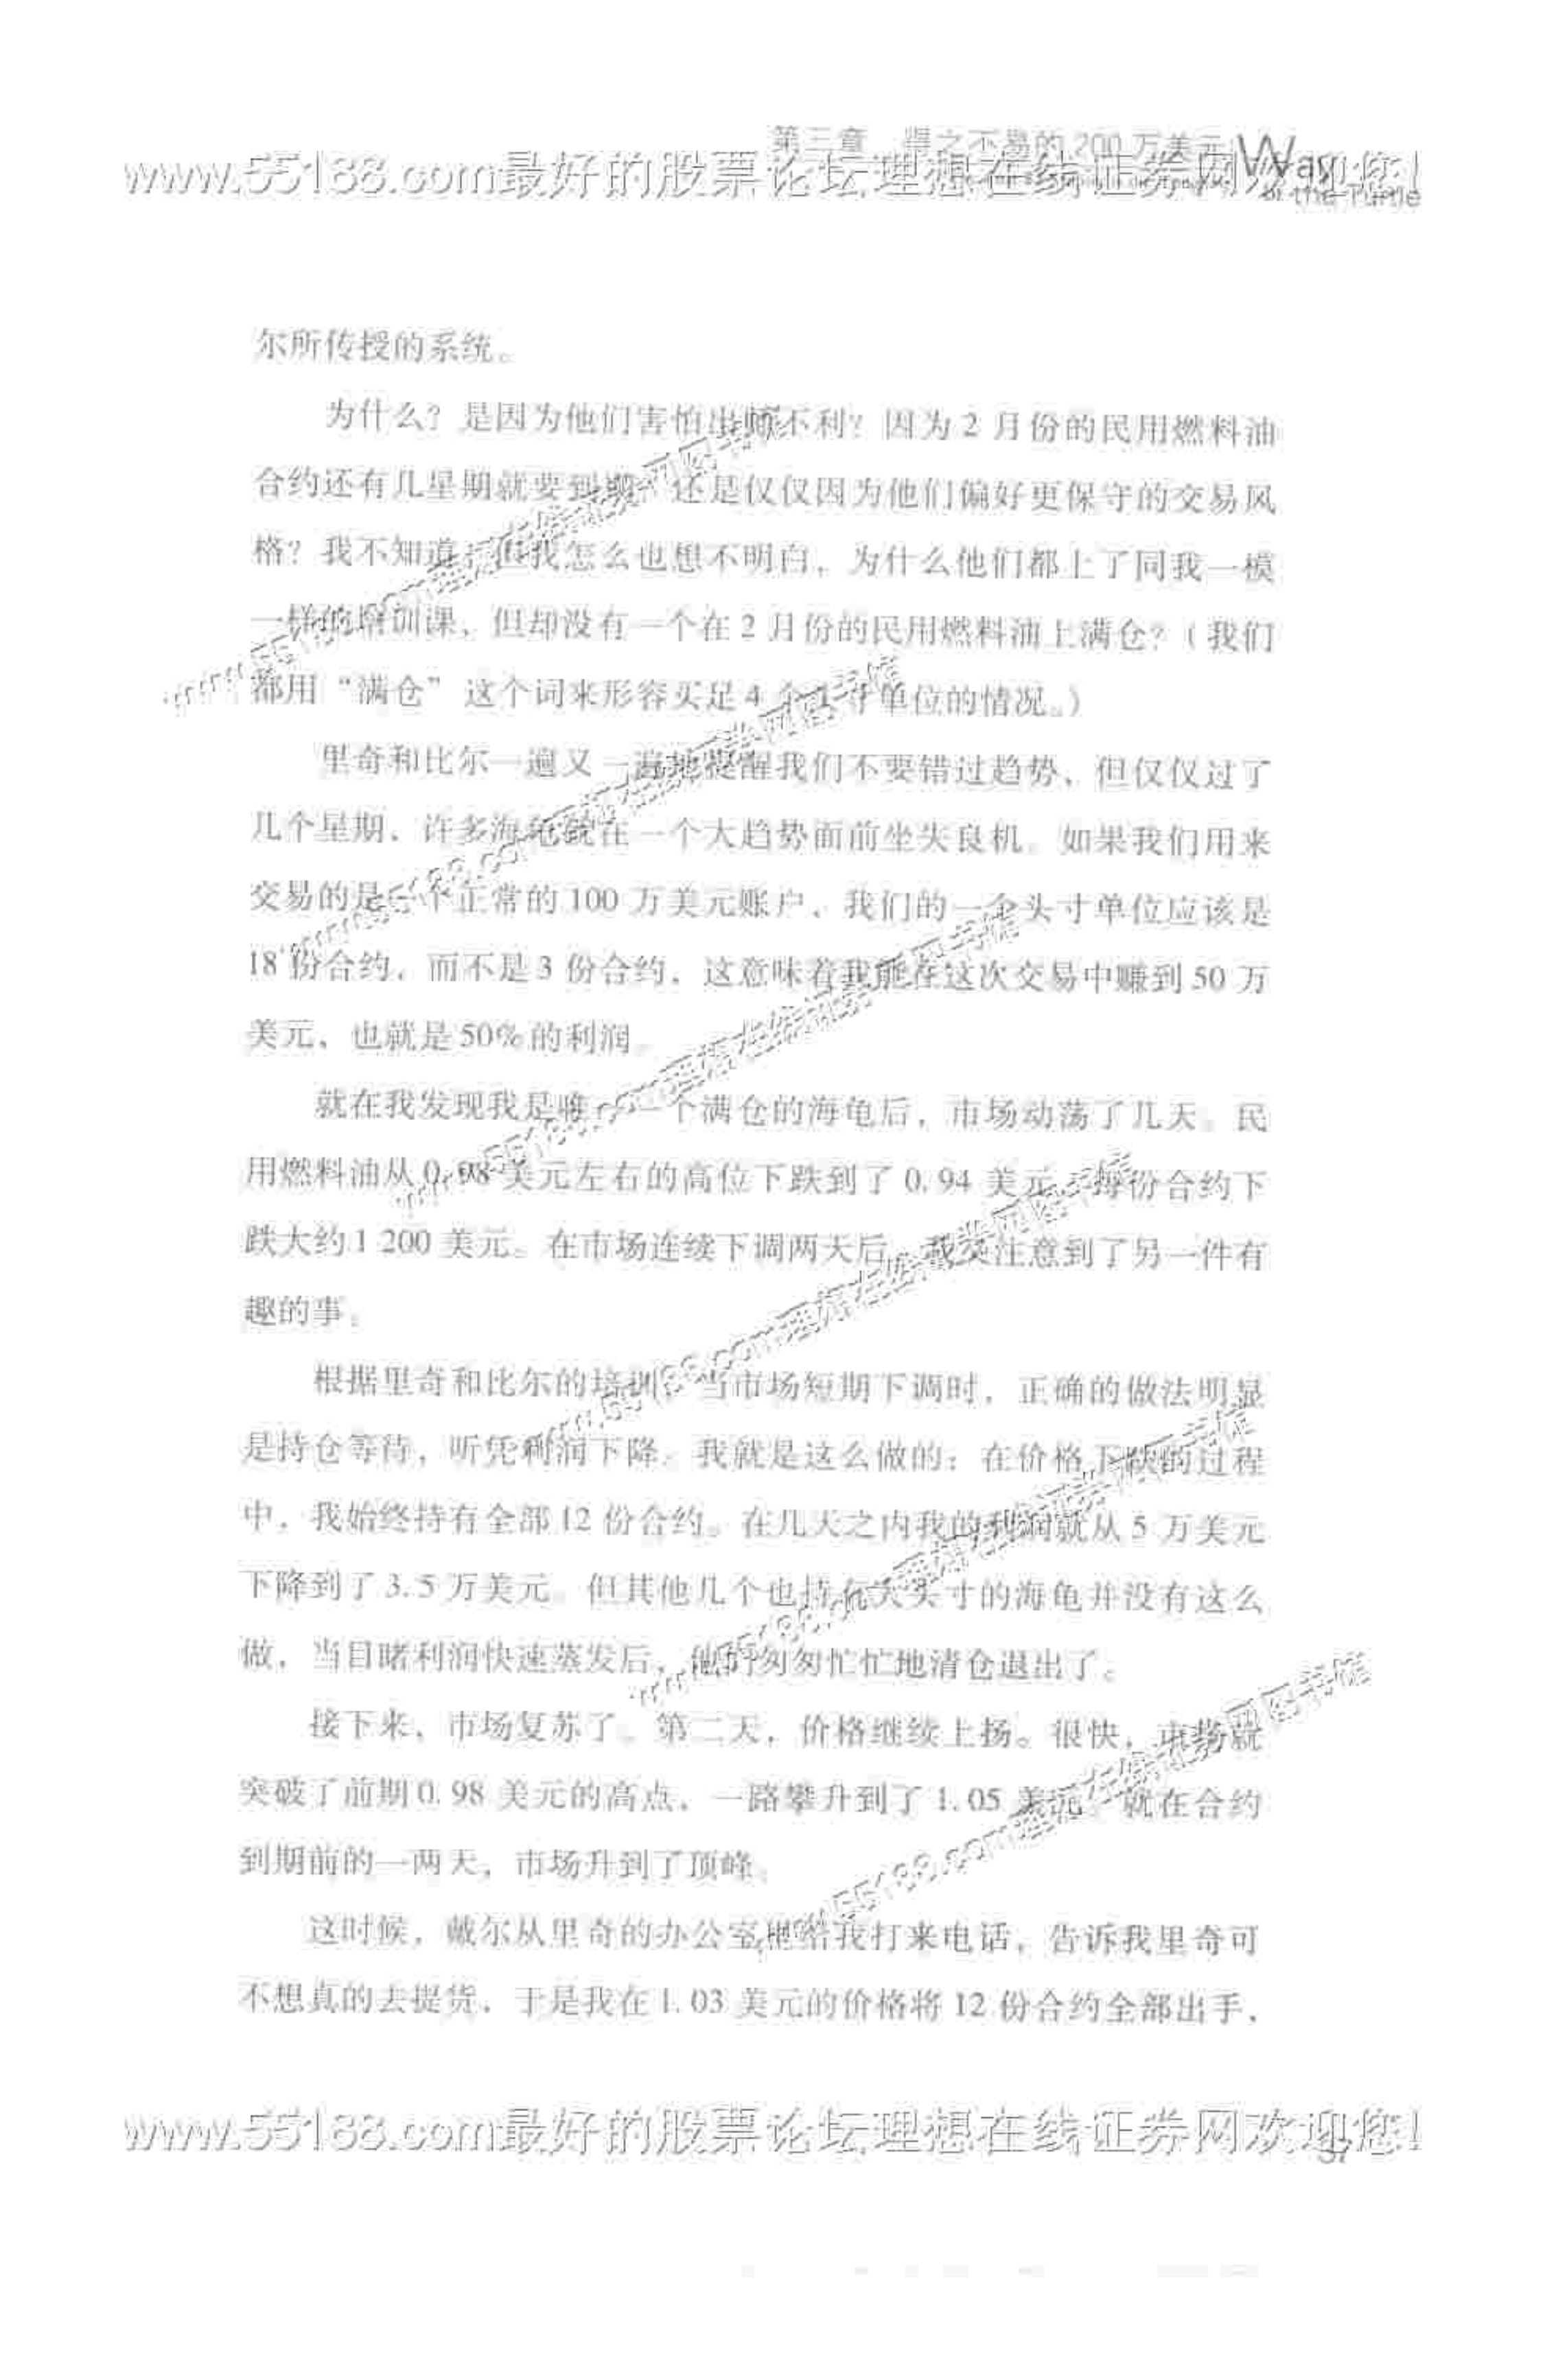 第三章 得之不易的 200 万美元
Way
of the Turtle
www.55188.com最好的股票论坛理想在线证券网欢迎您!
尔所传授的系统。
为什么？是因为他们害怕出师不利？因为 2 月份的民用燃料油
合约还有几星期就要到期？还是仅仅因为他们偏好更保守的交易风
格？我不知道，但我怎么也想不明白，为什么他们都上了同我一模
一样的培训课，但却没有一个在 2 月份的民用燃料油上满仓？（我们
都用“满仓”这个词来形容买足 4 个头寸单位的情况。）
里奇和比尔一遍又一遍地提醒我们不要错过趋势，但仅仅过了
几个星期，许多海龟就在一个大趋势面前坐失良机。如果我们用来
交易的是一个正常的 100 万美元账户，我们的一个头寸单位应该是
18 份合约，而不是 3 份合约，这意味着我能在这次交易中赚到 50 万
美元，也就是 50% 的利润。
就在我发现我是唯一一个满仓的海龟后，市场动荡了几天。民
用燃料油从 0.98 美元左右的高位下跌到了 0.94 美元，每份合约下
跌大约 1 200 美元。在市场连续下调两天后，我又注意到了另一件有
趣的事。
根据里奇和比尔的培训，当市场短期下调时，正确的做法明显
是持仓等待，听凭利润下降。我就是这么做的：在价格下跌的过程
中，我始终持有全部 12 份合约。在几天之内我的利润就从 5 万美元
下降到了 3.5 万美元。但其他几个也持有大头寸的海龟并没有这么
做，当目睹利润快速蒸发后，他们匆匆忙忙地清仓退出了。
接下来，市场复苏了。第二天，价格继续上扬。很快，市场就
突破了前期 0.98 美元的高点，一路攀升到了 1.05 美元。就在合约
到期前的一两天，市场升到了顶峰。
这时候，戴尔从里奇的办公室里给我打来电话，告诉我里奇可
不想真的去提货，于是我在 1.03 美元的价格将 12 份合约全部出手，
www.55188.com最好的股票论坛理想在线证券网欢迎您!
37